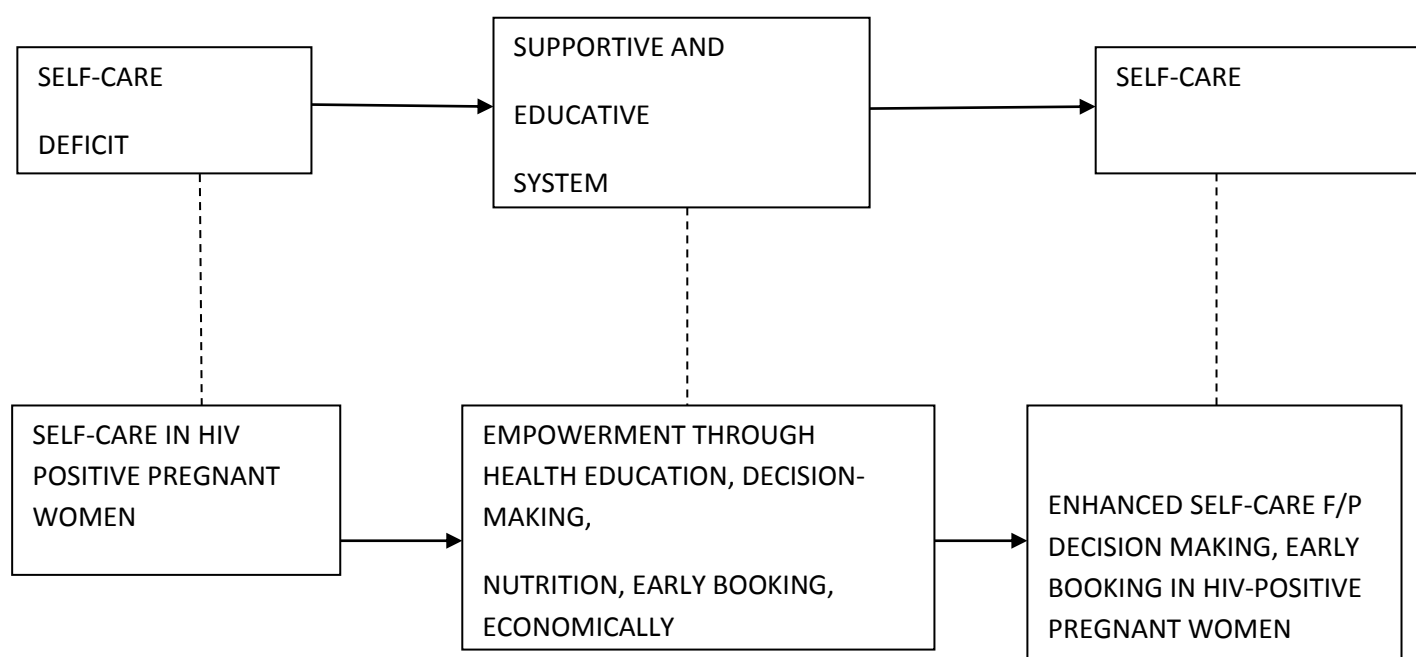 SELF-CARE
DEFICIT
SUPPORTIVE AND
EDUCATIVE
SYSTEM
SELF-CARE
SELF-CARE IN HIV
POSITIVE PREGNANT
WOMEN
EMPOWERMENT THROUGH
HEALTH EDUCATION, DECISION-
MAKING,
NUTRITION, EARLY BOOKING,
ECONOMICALLY
ENHANCED SELF-CARE F/P
DECISION MAKING, EARLY
BOOKING IN HIV-POSITIVE
PREGNANT WOMEN